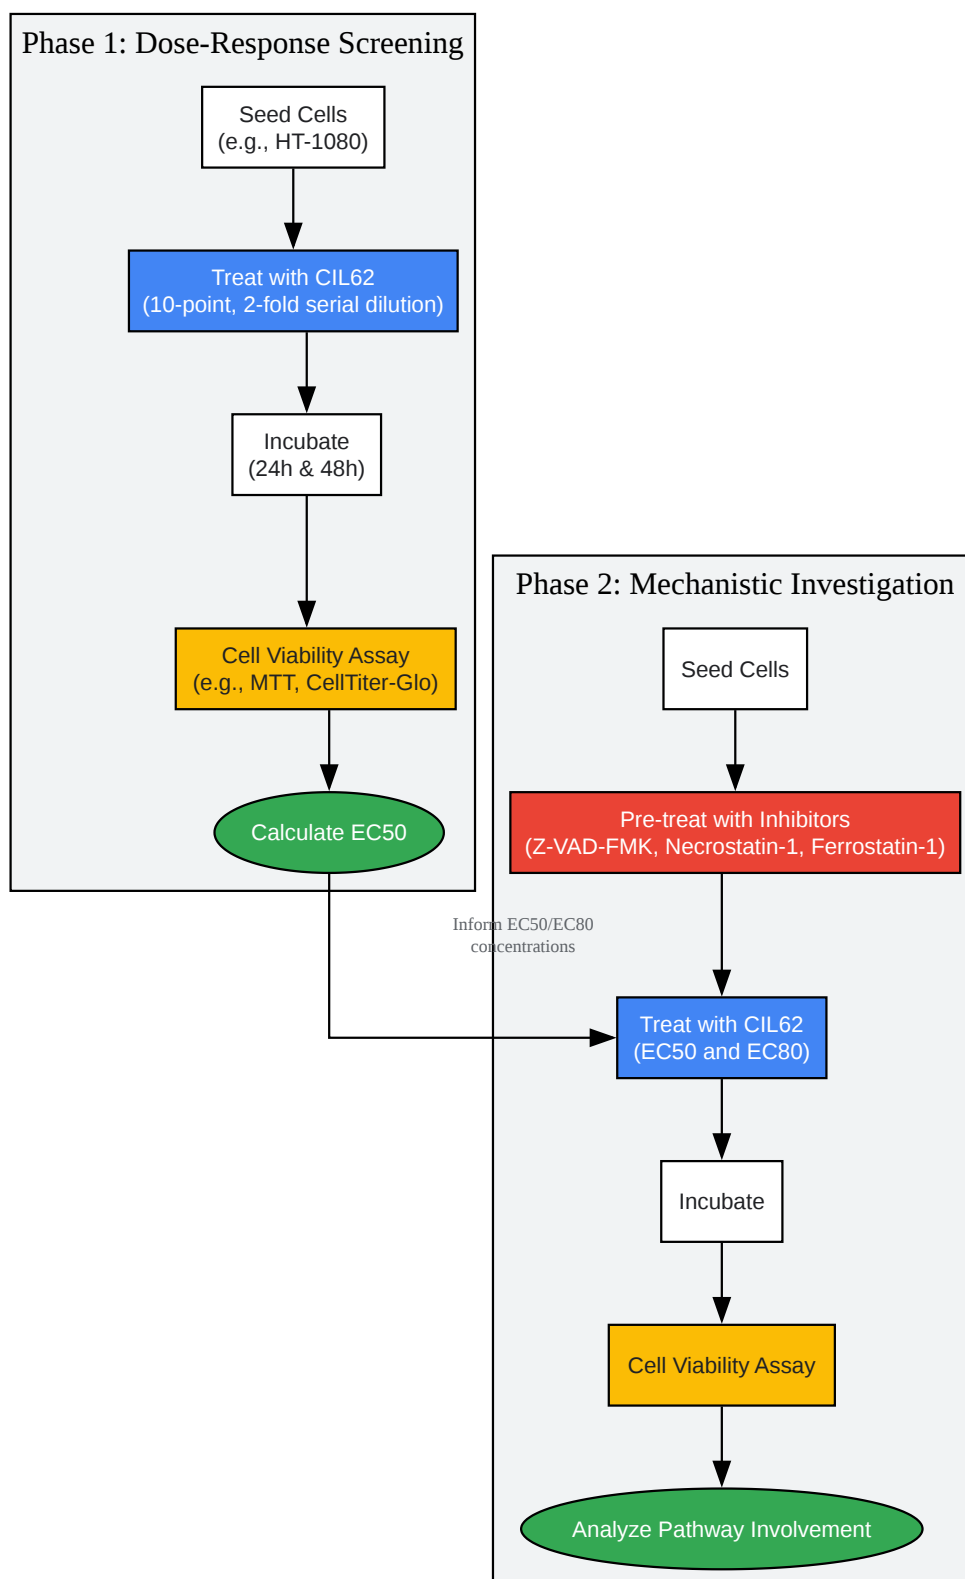 Phase 1: Dose-Response Screening
Seed Cells
(e.g., HT-1080)
Treat with CIL62
(10-point, 2-fold serial dilution)
Incubate
(24h & 48h)
Cell Viability Assay
(e.g., MTT, CellTiter-Glo)
Calculate EC50
Inform EC50/EC80
concentrations
Phase 2: Mechanistic Investigation
Seed Cells
Pre-treat with Inhibitors
(Z-VAD-FMK, Necrostatin-1, Ferrostatin-1)
Treat with CIL62
(EC50 and EC80)
Incubate
Cell Viability Assay
Analyze Pathway Involvement